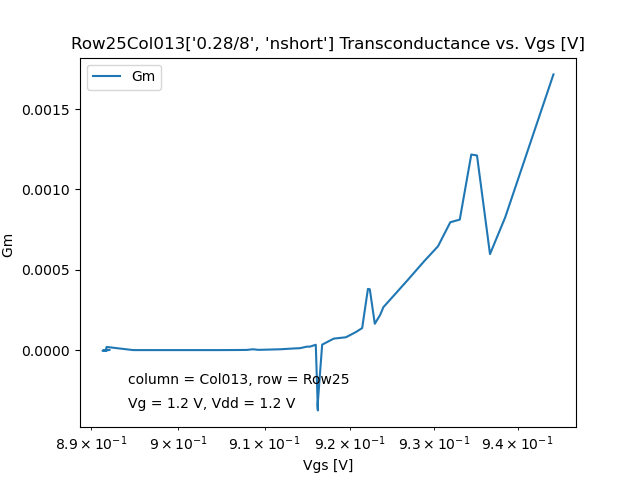 Row25Col013['0.28/8', 'nshort'] Transconductance vs. Vgs [V]
Gm
0.0015
0.0010
0.0005
0.0000
Gm
column = Col013, row = Row25
Vg = 1.2 V, Vdd = 1.2 V
8.9 × 10⁻¹ 9 × 10⁻¹ 9.1 × 10⁻¹ 9.2 × 10⁻¹ 9.3 × 10⁻¹ 9.4 × 10⁻¹
Vgs [V]